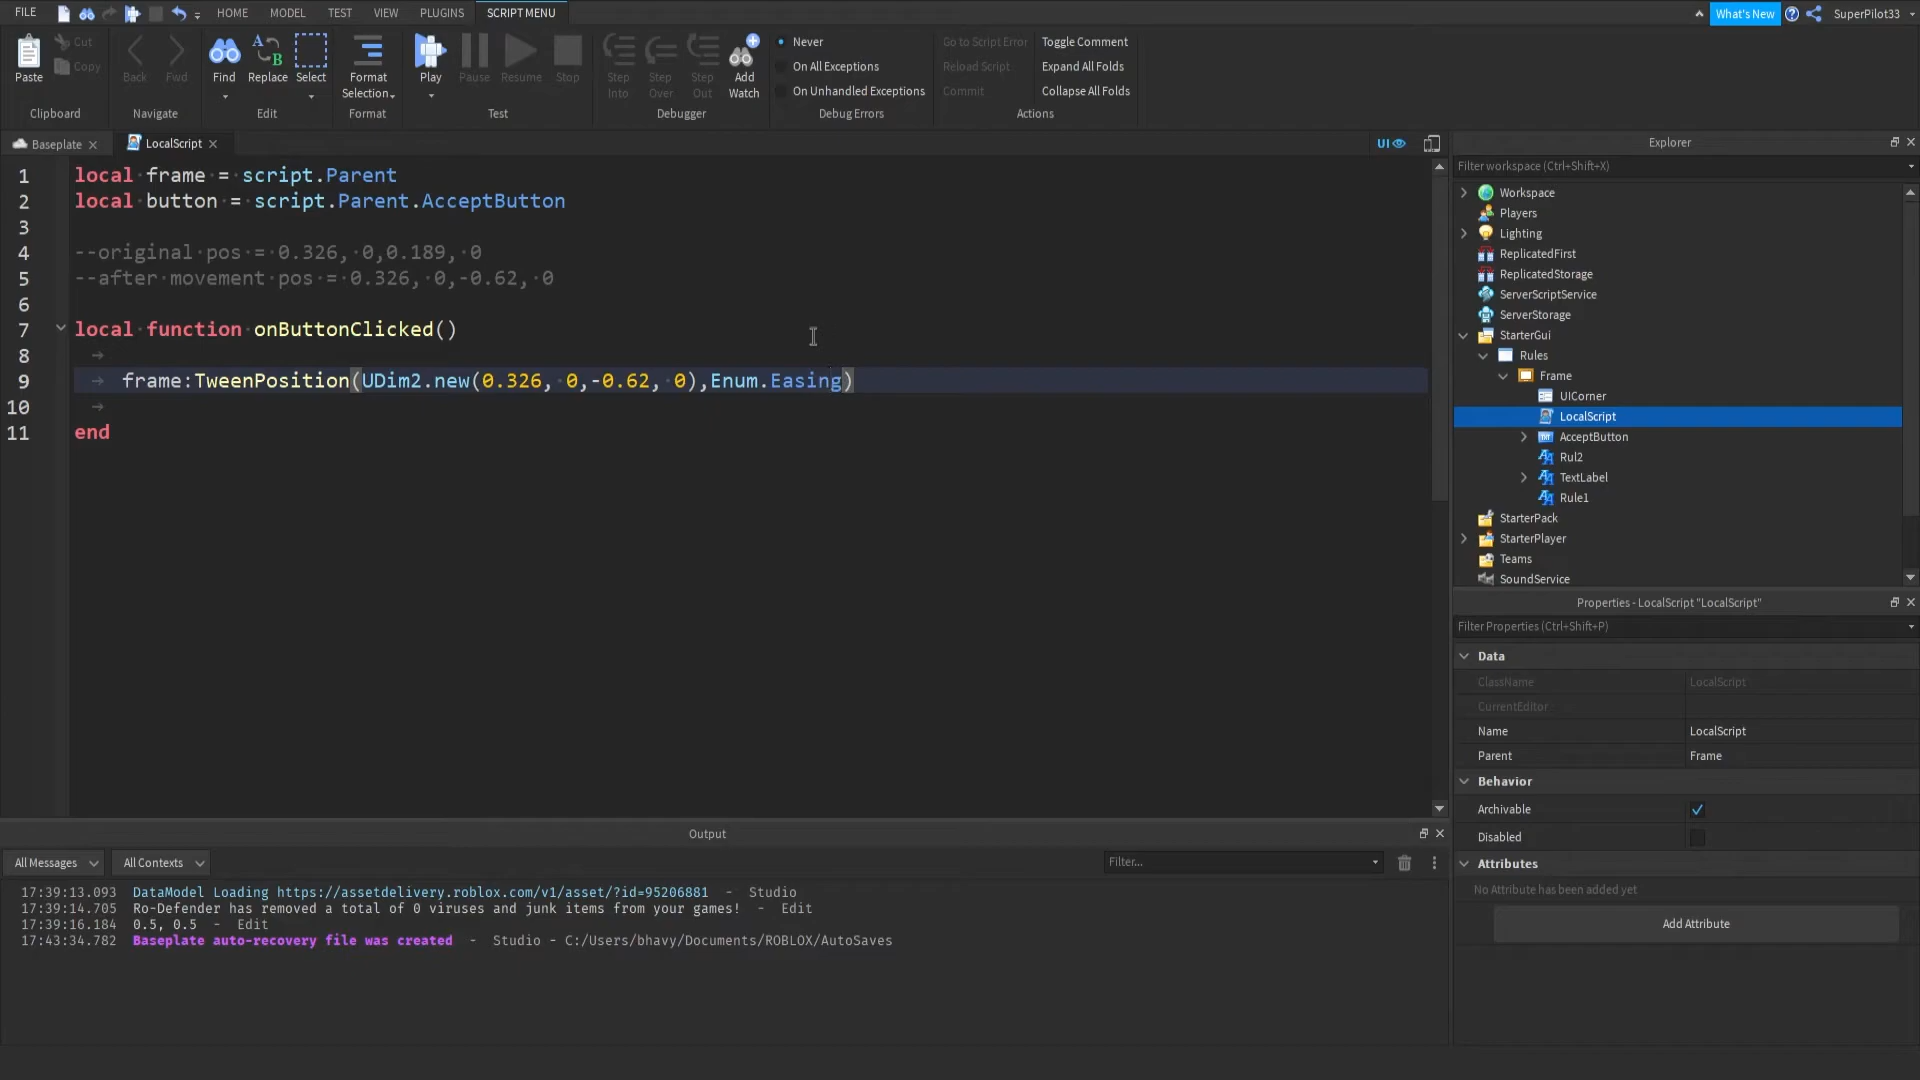 FILE HOME MODEL TEST VIEW PLUGINS SCRIPT MENU What's New SuperPilot33
Paste Cut Copy
Clipboard
Back Fwd
Navigate
Find Replace Select
Edit
Format Selection
Format
Play Pause Resume Stop
Test
Step Into Step Over Step Out Add Watch
Debugger
Never
On All Exceptions
On Unhandled Exceptions
Debug Errors
Go to Script Error Toggle Comment
Reload Script Expand All Folds
Commit Collapse All Folds
Actions
Baseplate LocalScript UI
1 local frame = script.Parent
2 local button = script.Parent.AcceptButton
3
4 --original pos = 0.326, 0,0.189, 0
5 --after movement pos = 0.326, 0,-0.62, 0
6
7 local function onButtonClicked()
8
9 frame:TweenPosition(UDim2.new(0.326, 0,-0.62, 0),Enum.Easing)
10
11 end
Explorer
Filter workspace (Ctrl+Shift+X)
Workspace
Players
Lighting
ReplicatedFirst
ReplicatedStorage
ServerScriptService
ServerStorage
StarterGui
Rules
Frame
UICorner
LocalScript
AcceptButton
Rul2
TextLabel
Rule1
StarterPack
StarterPlayer
Teams
SoundService
Properties - LocalScript "LocalScript"
Filter Properties (Ctrl+Shift+P)
Data
ClassName LocalScript
CurrentEditor
Name LocalScript
Parent Frame
Behavior
Archivable
Disabled
Attributes
No Attribute has been added yet
Add Attribute
Output
All Messages All Contexts Filter...
17:39:13.093 DataModel Loading https://assetdelivery.roblox.com/v1/asset/?id=95206881 - Studio
17:39:14.705 Ro-Defender has removed a total of 0 viruses and junk items from your games! - Edit
17:39:16.184 0.5, 0.5 - Edit
17:43:34.782 Baseplate auto-recovery file was created - Studio - C:/Users/bhavy/Documents/ROBLOX/AutoSaves